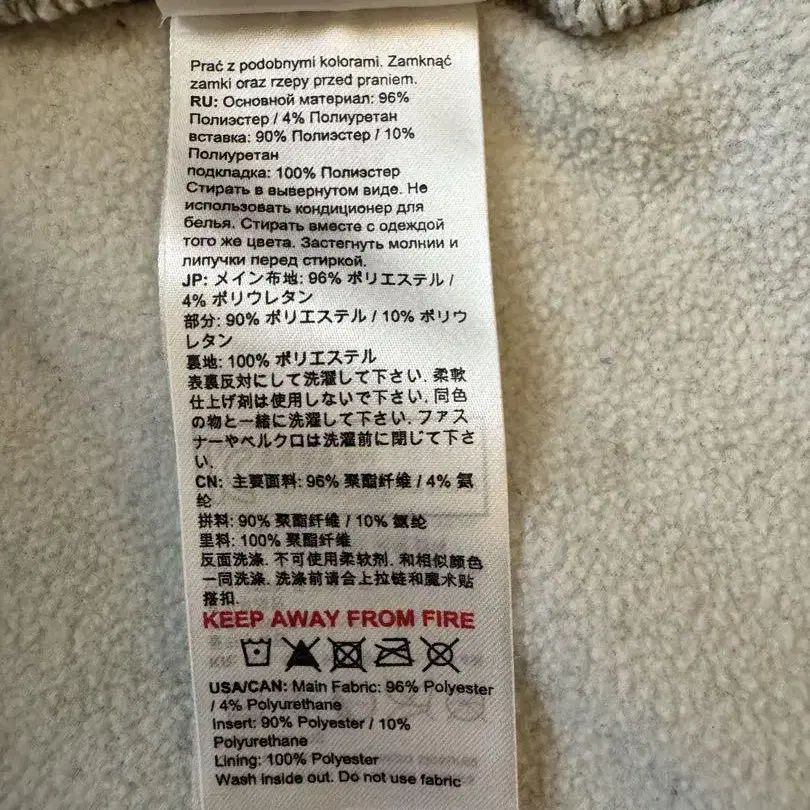 Prać z podobnymi kolorami. Zamknąć
zamki oraz rzepy przed praniem.
RU: Основной материал: 96%
Полиэстер / 4% Полиуретан
вставка: 90% Полиэстер / 10%
Полиуретан
подкладка: 100% Полиэстер
Стирать в вывернутом виде. Не
использовать кондиционер для
белья. Стирать вместе с одеждой
того же цвета. Застегнуть молнии и
липучки перед стиркой.
JP: メイン布地: 96% ポリエステル /
4% ポリウレタン
部分: 90% ポリエステル / 10% ポリウ
レタン
裏地: 100% ポリエステル
表裏反対にして洗濯して下さい. 柔軟
仕上げ剤は使用しないで下さい. 同色
の物と一緒に洗濯して下さい. ファス
ナーやベルクロは洗濯前に閉じて下さ
い.
CN: 主要面料: 96% 聚酯纤维 / 4% 氨
纶
拼料: 90% 聚酯纤维 / 10% 氨纶
里料: 100% 聚酯纤维
反面洗涤. 不可使用柔软剂. 和相似颜色
一同洗涤. 洗涤前请合上拉链和魔术贴
搭扣.
KEEP AWAY FROM FIRE
USA/CAN: Main Fabric: 96% Polyester
/ 4% Polyurethane
Insert: 90% Polyester / 10%
Polyurethane
Lining: 100% Polyester
Wash inside out. Do not use fabric